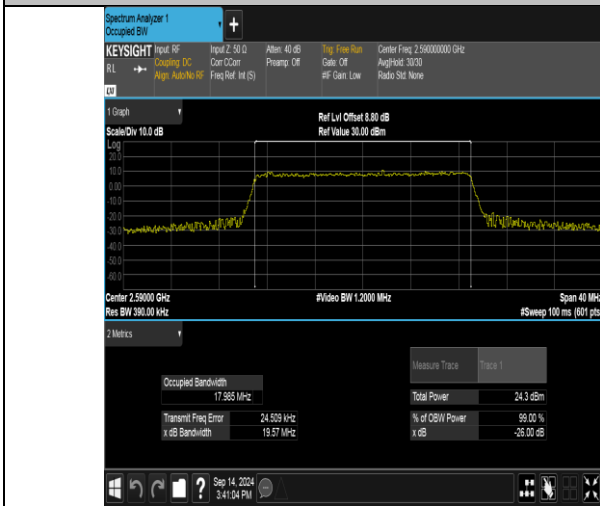 Spectrum Analyzer 1
Occupied BW
+
KEYSIGHT Input: RF Input Z: 50 Ω Atten: 40 dB Trig: Free Run Center Freq: 2.590000000 GHz
RL Coupling: DC Corr CCorr Preamp: Off Gate: Off Avg|Hold: 30/30
Align: Auto/No RF Freq Ref: Int (S) #IF Gain: Low Radio Std: None
1 Graph
Ref Lvl Offset 8.80 dB
Scale/Div 10.0 dB Ref Value 30.00 dBm
Log
20.0
10.0
0.00
-10.0
-20.0
-30.0
-40.0
-50.0
-60.0
Center 2.59000 GHz #Video BW 1.2000 MHz Span 40 MHz
Res BW 390.00 kHz #Sweep 100 ms (601 pts
2 Metrics
Measure Trace Trace 1
Occupied Bandwidth
17.985 MHz Total Power 24.3 dBm
Transmit Freq Error 24.509 kHz % of OBW Power 99.00 %
x dB Bandwidth 19.57 MHz x dB -26.00 dB
? Sep 14, 2024
3:41:04 PM